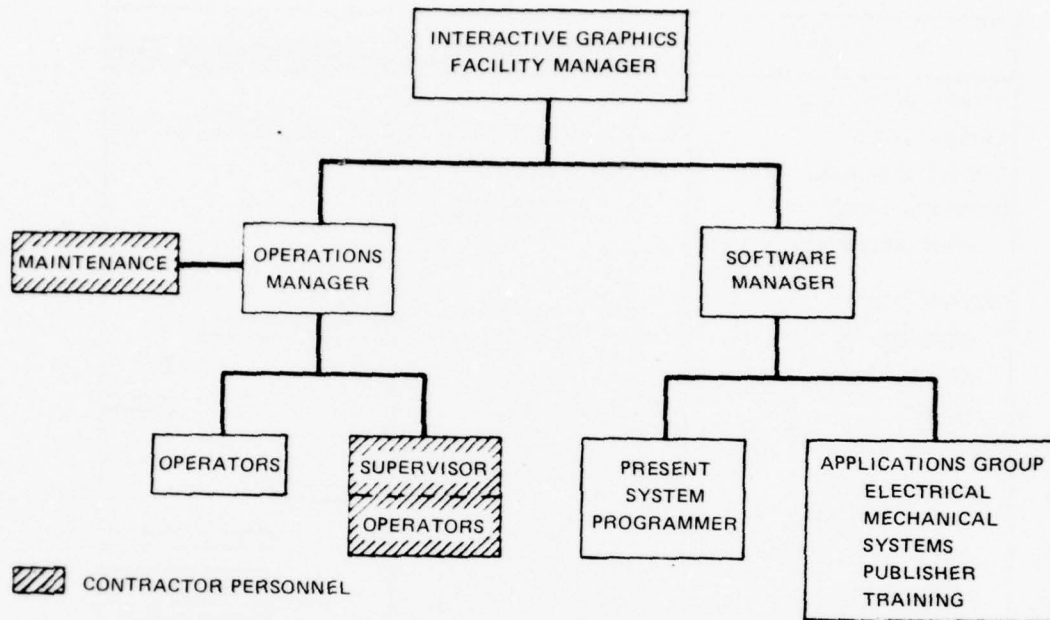 INTERACTIVE GRAPHICS
FACILITY MANAGER
MAINTENANCE
OPERATIONS
MANAGER
SOFTWARE
MANAGER
OPERATORS
SUPERVISOR
OPERATORS
PRESENT
SYSTEM
PROGRAMMER
APPLICATIONS GROUP
ELECTRICAL
MECHANICAL
SYSTEMS
PUBLISHER
TRAINING
CONTRACTOR PERSONNEL